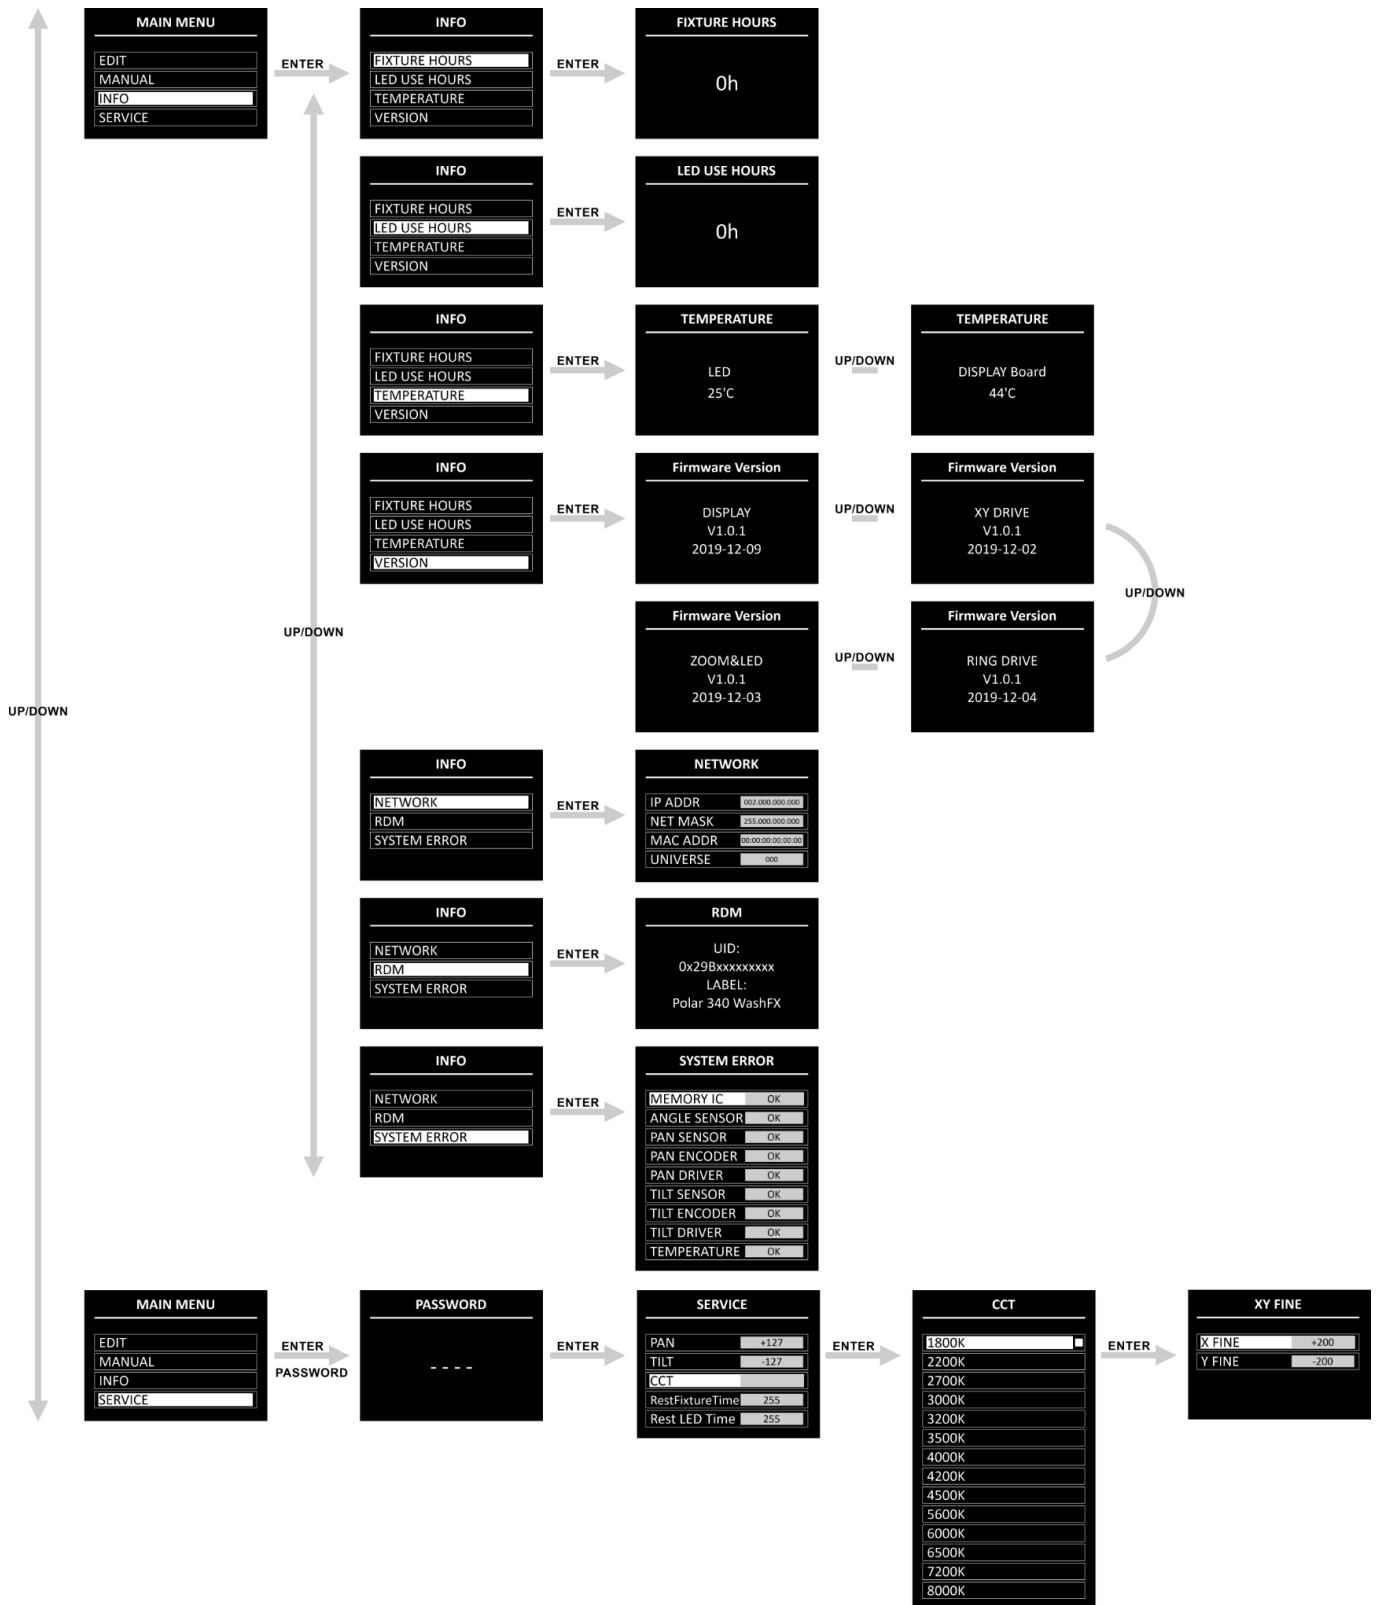 MAIN MENU
EDIT
MANUAL
INFO
SERVICE
ENTER
INFO
FIXTURE HOURS
LED USE HOURS
TEMPERATURE
VERSION
ENTER
FIXTURE HOURS
0h
INFO
FIXTURE HOURS
LED USE HOURS
TEMPERATURE
VERSION
ENTER
LED USE HOURS
0h
INFO
FIXTURE HOURS
LED USE HOURS
TEMPERATURE
VERSION
ENTER
TEMPERATURE
LED
25'C
UP/DOWN
TEMPERATURE
DISPLAY Board
44'C
INFO
FIXTURE HOURS
LED USE HOURS
TEMPERATURE
VERSION
ENTER
Firmware Version
DISPLAY
V1.0.1
2019-12-09
UP/DOWN
Firmware Version
XY DRIVE
V1.0.1
2019-12-02
UP/DOWN
Firmware Version
ZOOM&LED
V1.0.1
2019-12-03
UP/DOWN
Firmware Version
RING DRIVE
V1.0.1
2019-12-04
UP/DOWN
UP/DOWN
INFO
NETWORK
RDM
SYSTEM ERROR
ENTER
NETWORK
IP ADDR 002.000.000.000
NET MASK 255.000.000.000
MAC ADDR 00:00:00:00:00:00
UNIVERSE 000
INFO
NETWORK
RDM
SYSTEM ERROR
ENTER
RDM
UID:
0x29Bxxxxxxxxx
LABEL:
Polar 340 WashFX
INFO
NETWORK
RDM
SYSTEM ERROR
ENTER
SYSTEM ERROR
MEMORY IC OK
ANGLE SENSOR OK
PAN SENSOR OK
PAN ENCODER OK
PAN DRIVER OK
TILT SENSOR OK
TILT ENCODER OK
TILT DRIVER OK
TEMPERATURE OK
MAIN MENU
EDIT
MANUAL
INFO
SERVICE
ENTER
PASSWORD
PASSWORD
- - - -
ENTER
SERVICE
PAN +127
TILT -127
CCT
RestFixtureTime 255
Rest LED Time 255
ENTER
CCT
1800K
2200K
2700K
3000K
3200K
3500K
4000K
4200K
4500K
5600K
6000K
6500K
7200K
8000K
ENTER
XY FINE
X FINE +200
Y FINE -200